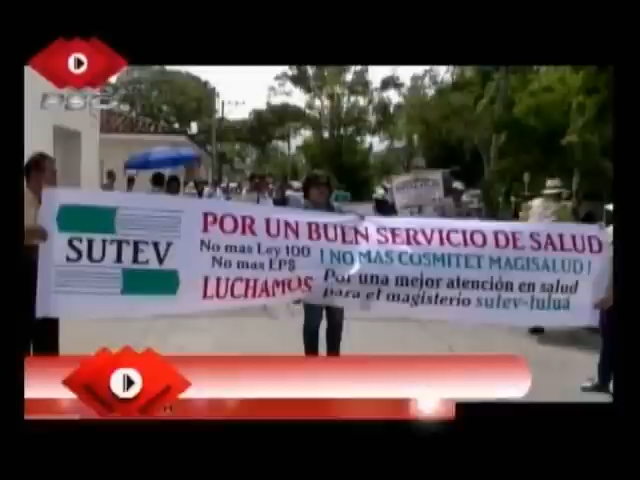 SUTEV
POR UN BUEN SERVICIO DE SALUD
No mas Ley 100
No mas EPS
¡ NO MAS COSMITET MAGISALUD !
LUCHAMOS
Por una mejor atención en salud
para el magisterio sutev-Tuluá